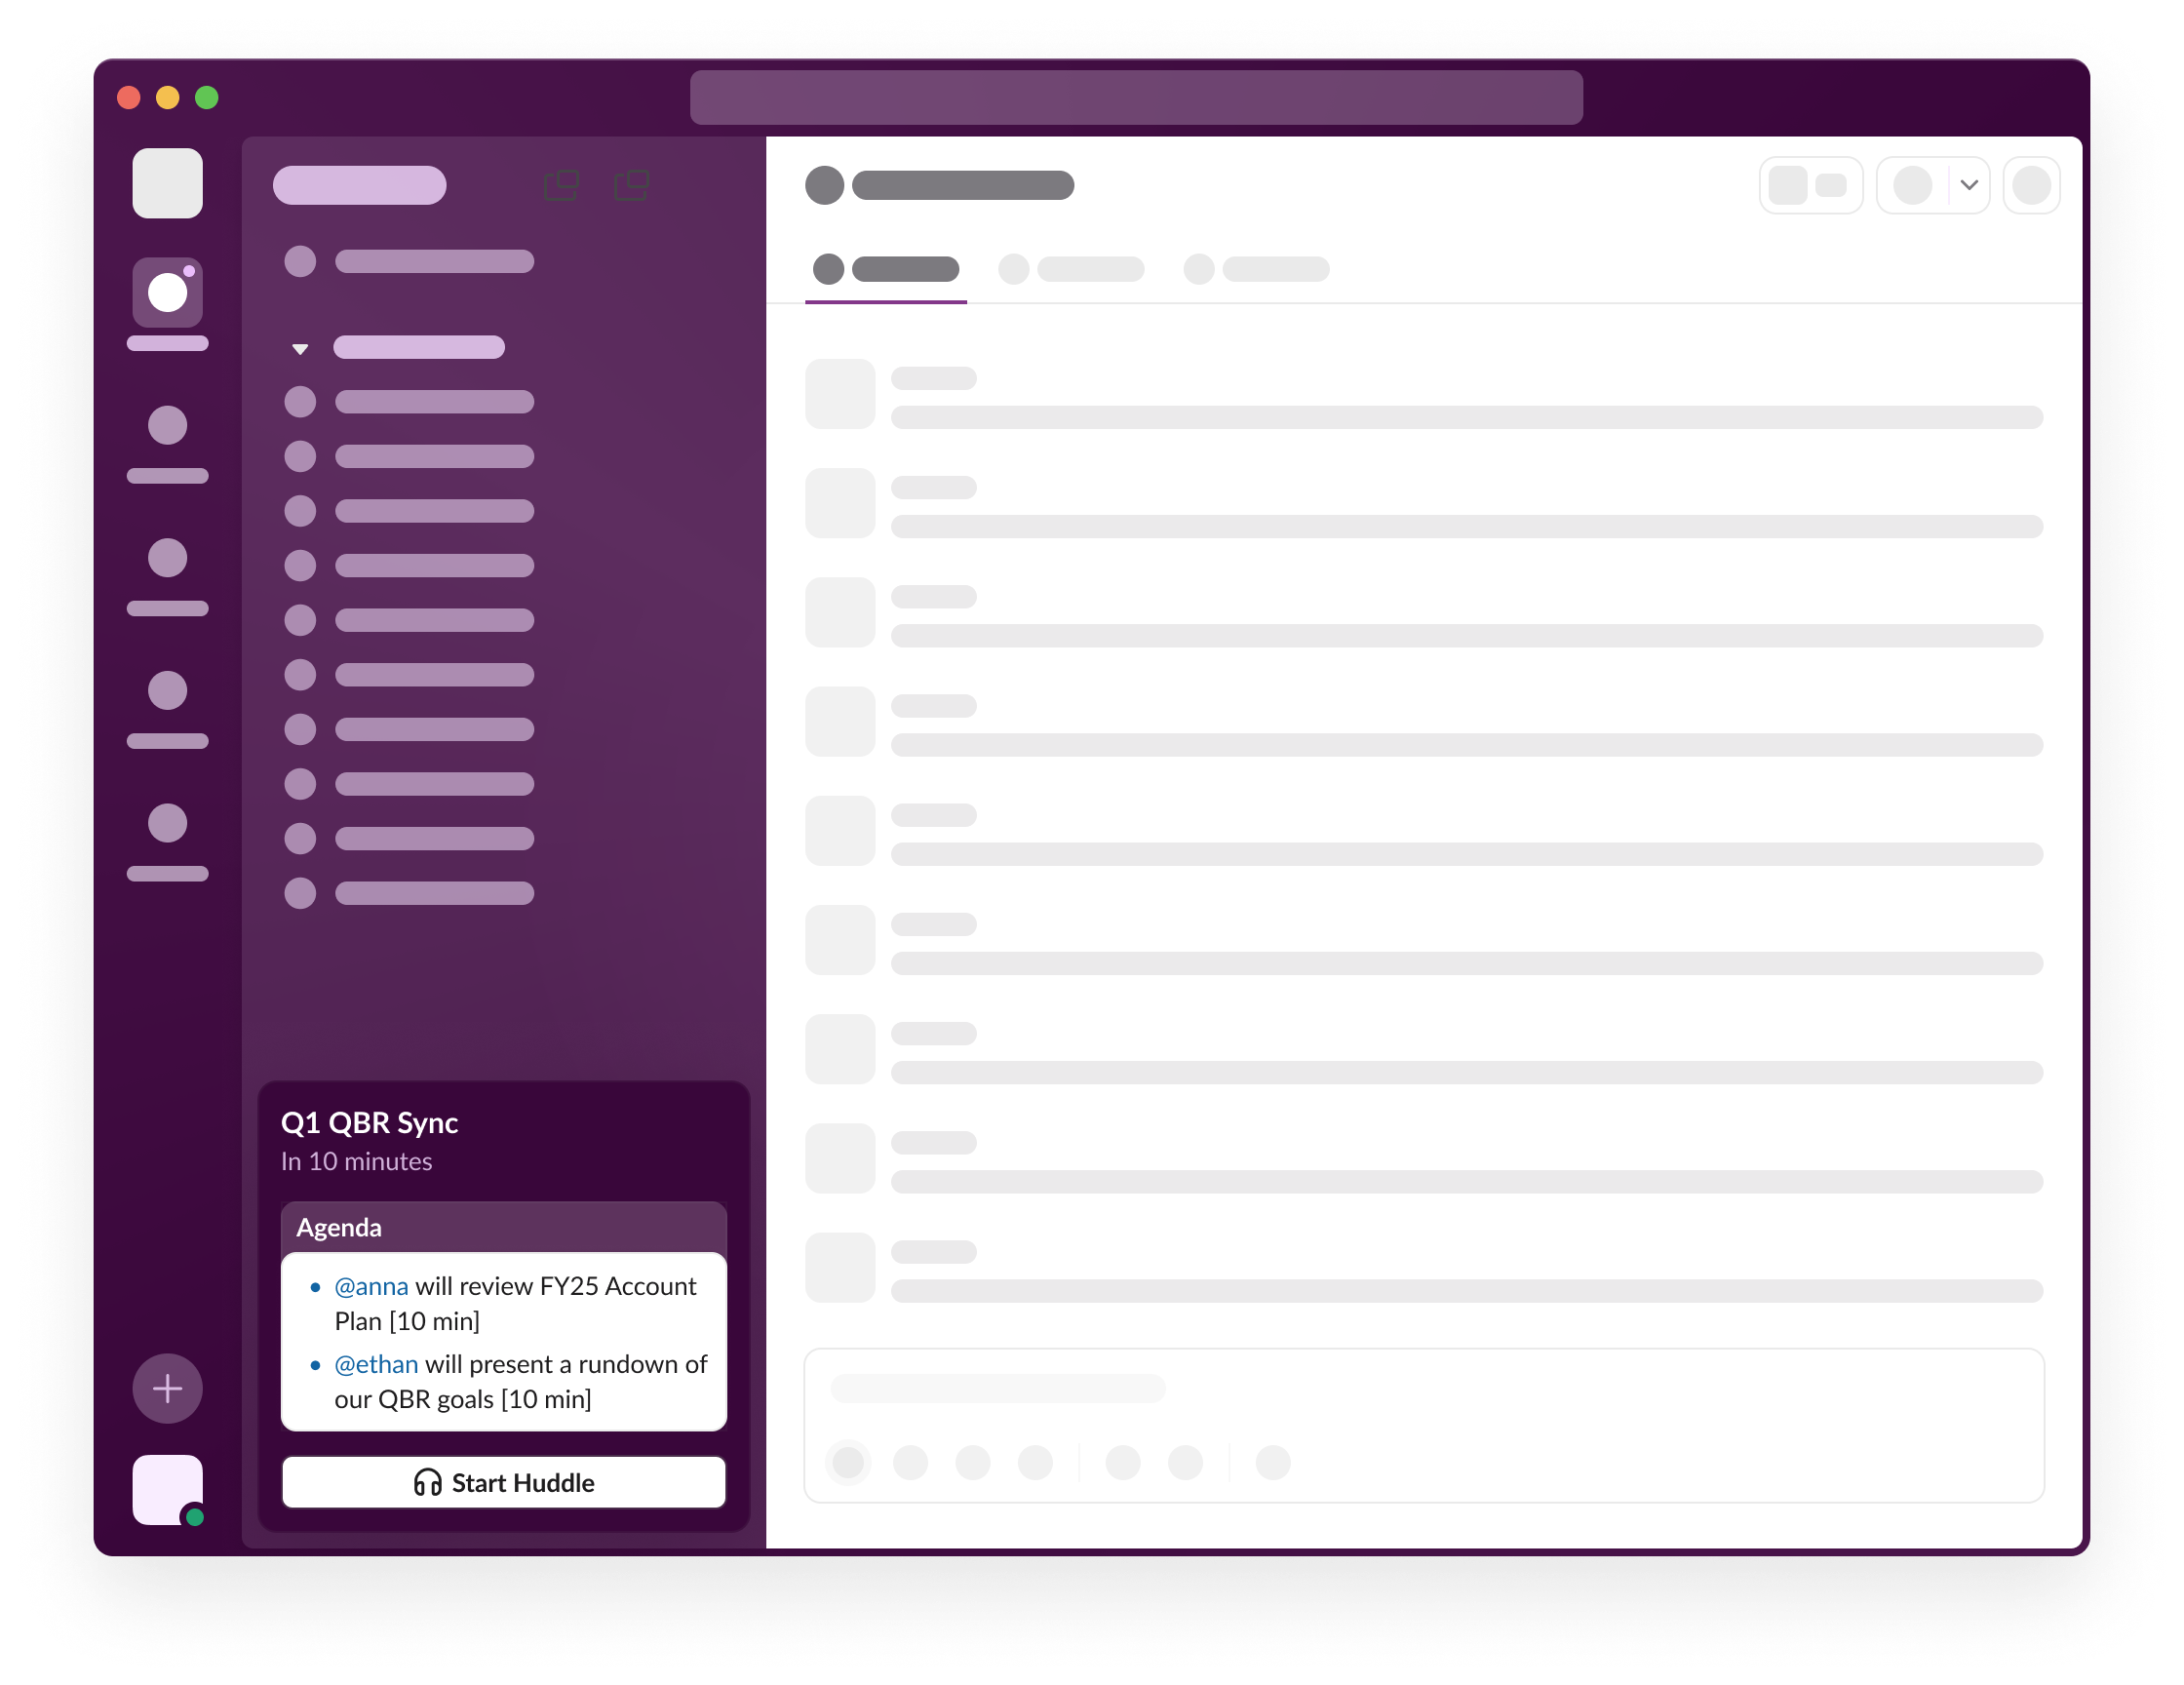 Q1 QBR Sync
In 10 minutes
Agenda
• @anna will review FY25 Account
Plan [10 min]
• @ethan will present a rundown of
our QBR goals [10 min]
Start Huddle